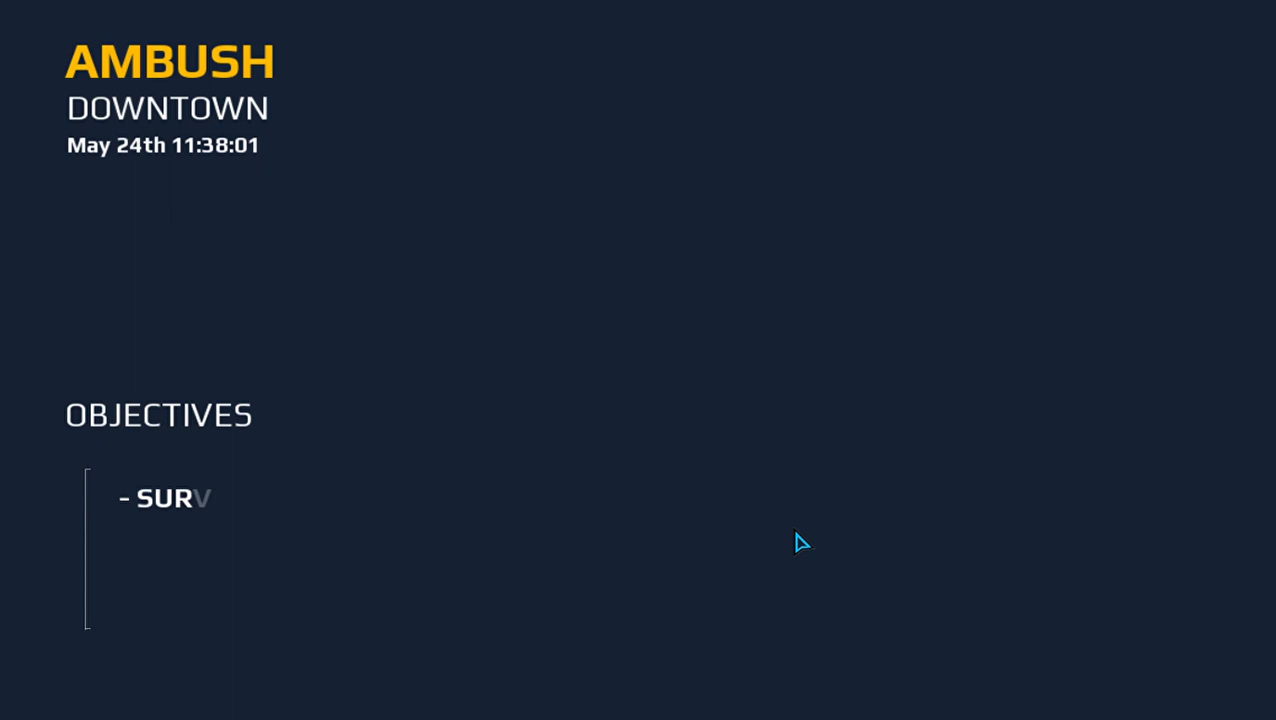 AMBUSH
DOWNTOWN
May 24th 11:38:01
OBJECTIVES
- SURV